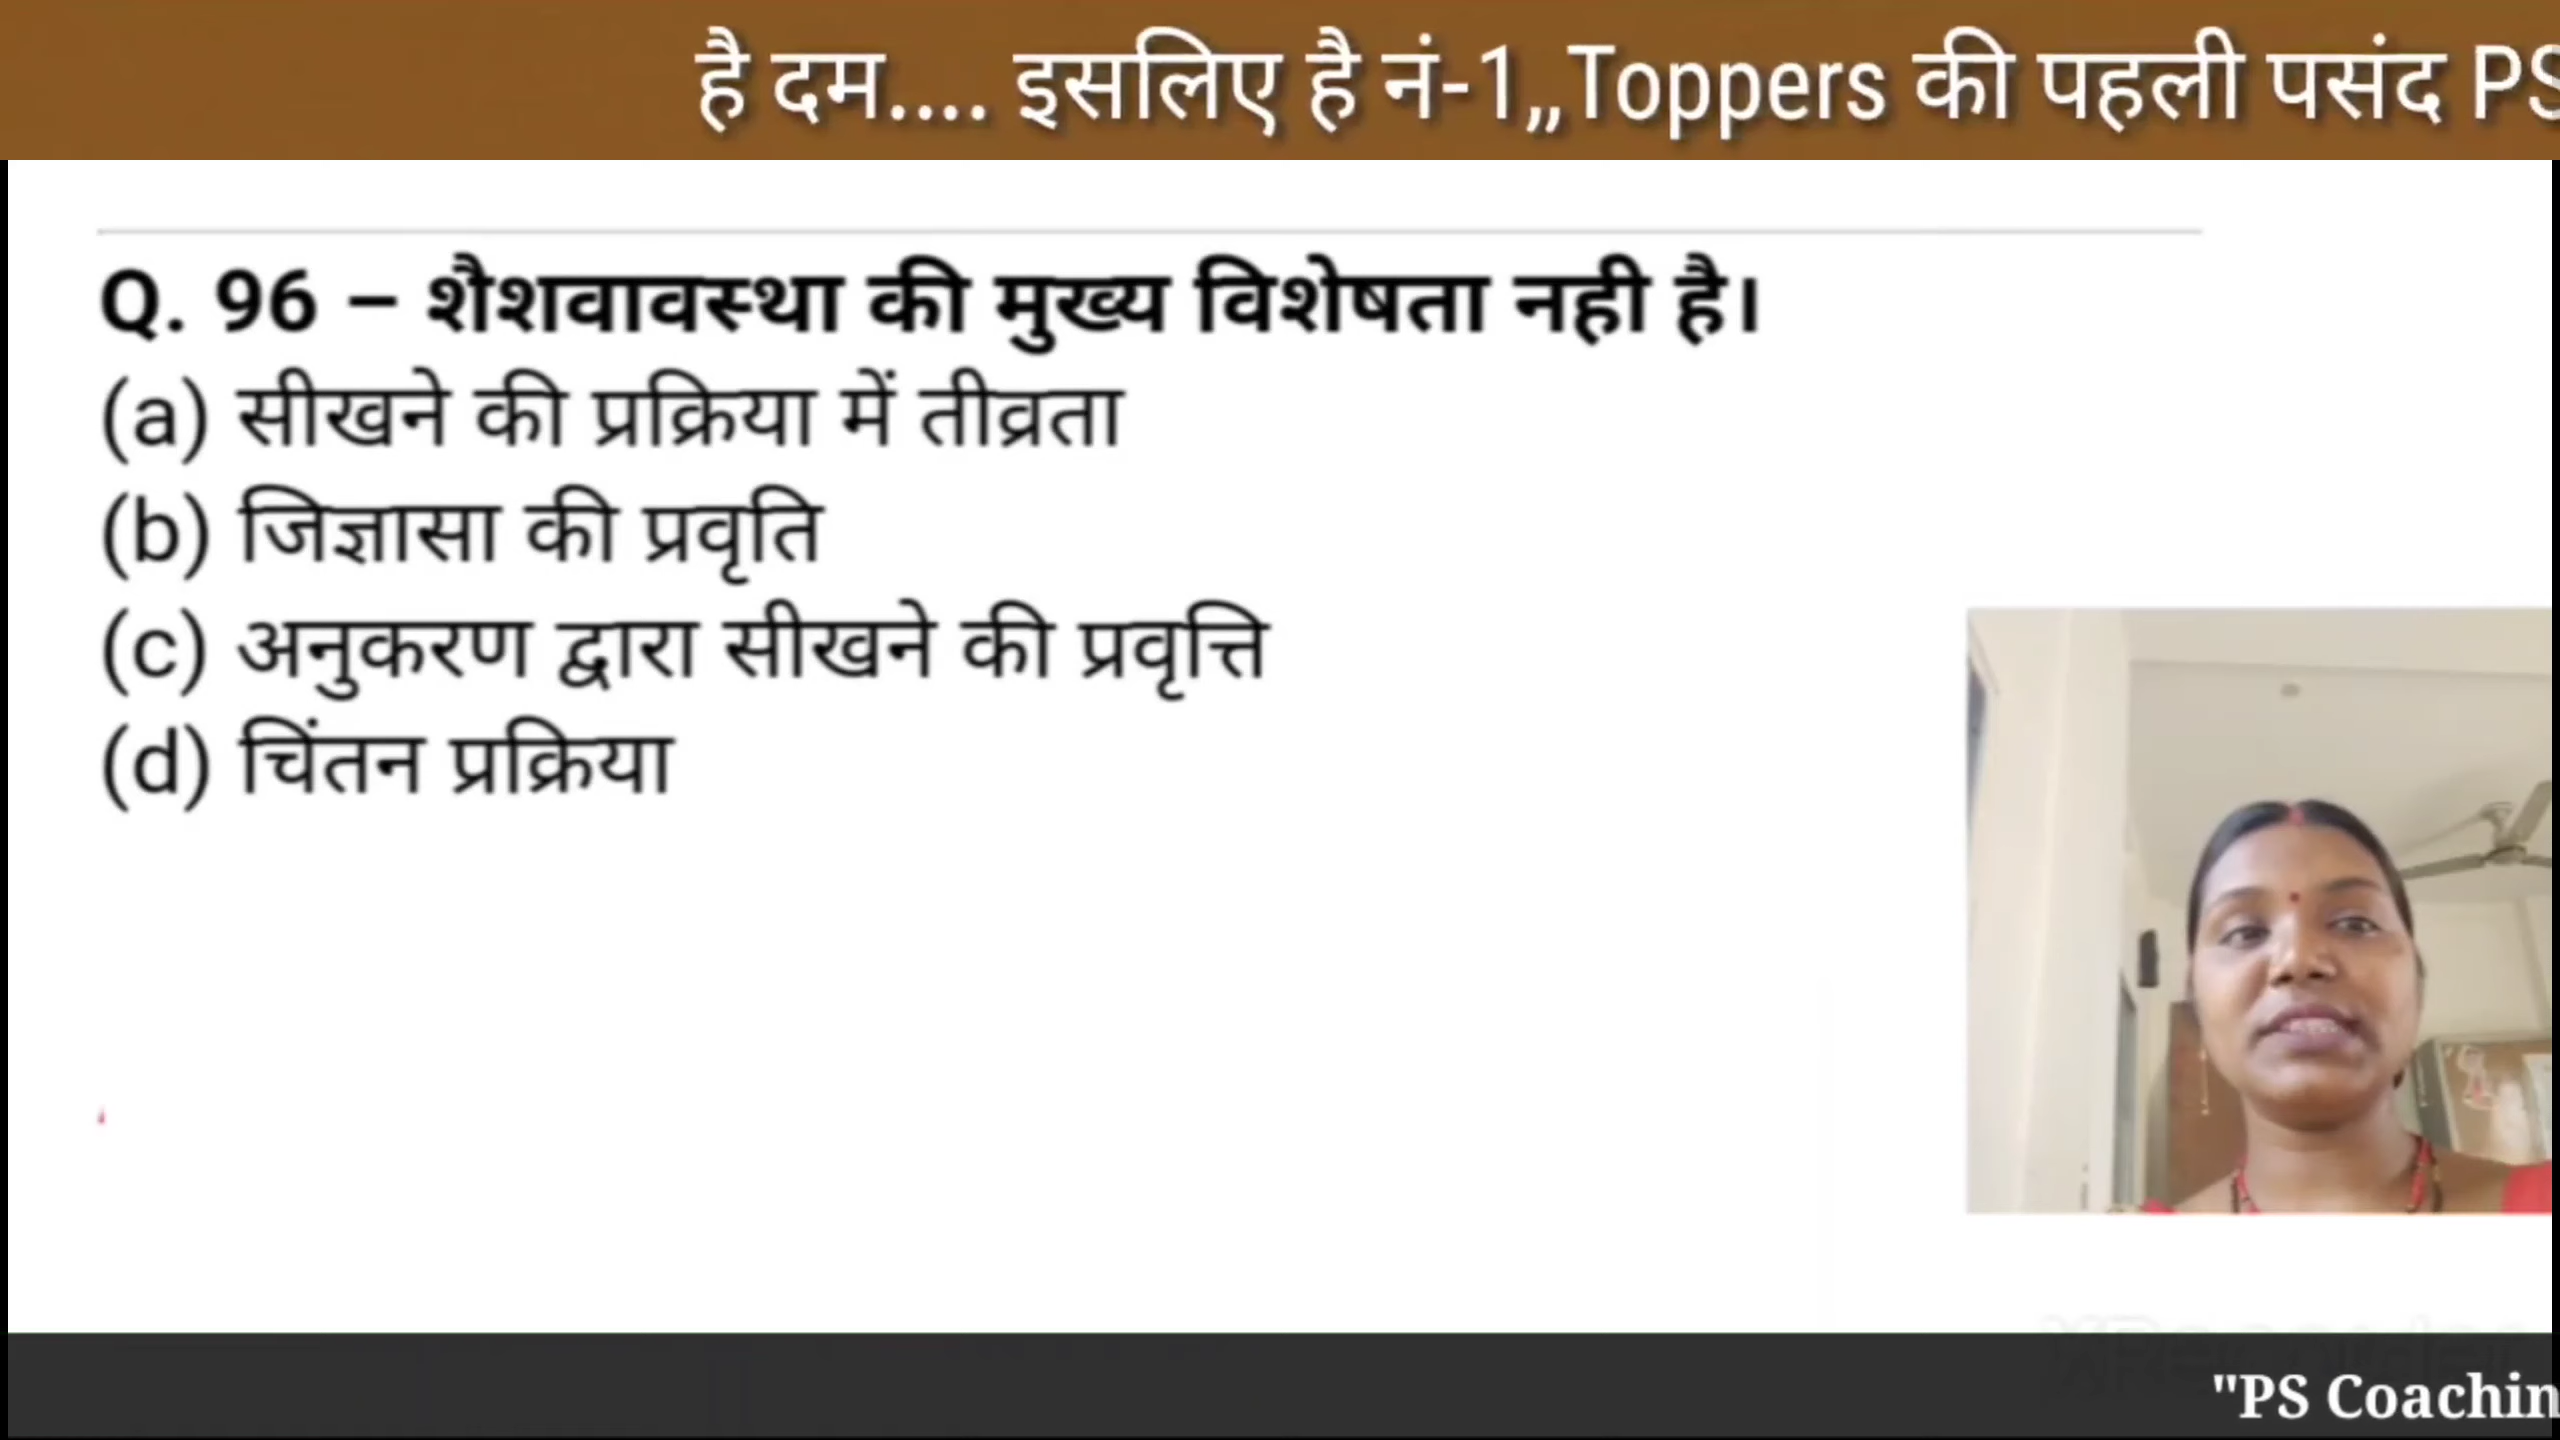 है दम.... इसलिए है नं-1,,Toppers की पहली पसंद PS
Q. 96 – शैशवावस्था की मुख्य विशेषता नही है।
(a) सीखने की प्रक्रिया में तीव्रता
(b) जिज्ञासा की प्रवृति
(c) अनुकरण द्वारा सीखने की प्रवृत्ति
(d) चिंतन प्रक्रिया
"PS Coachin